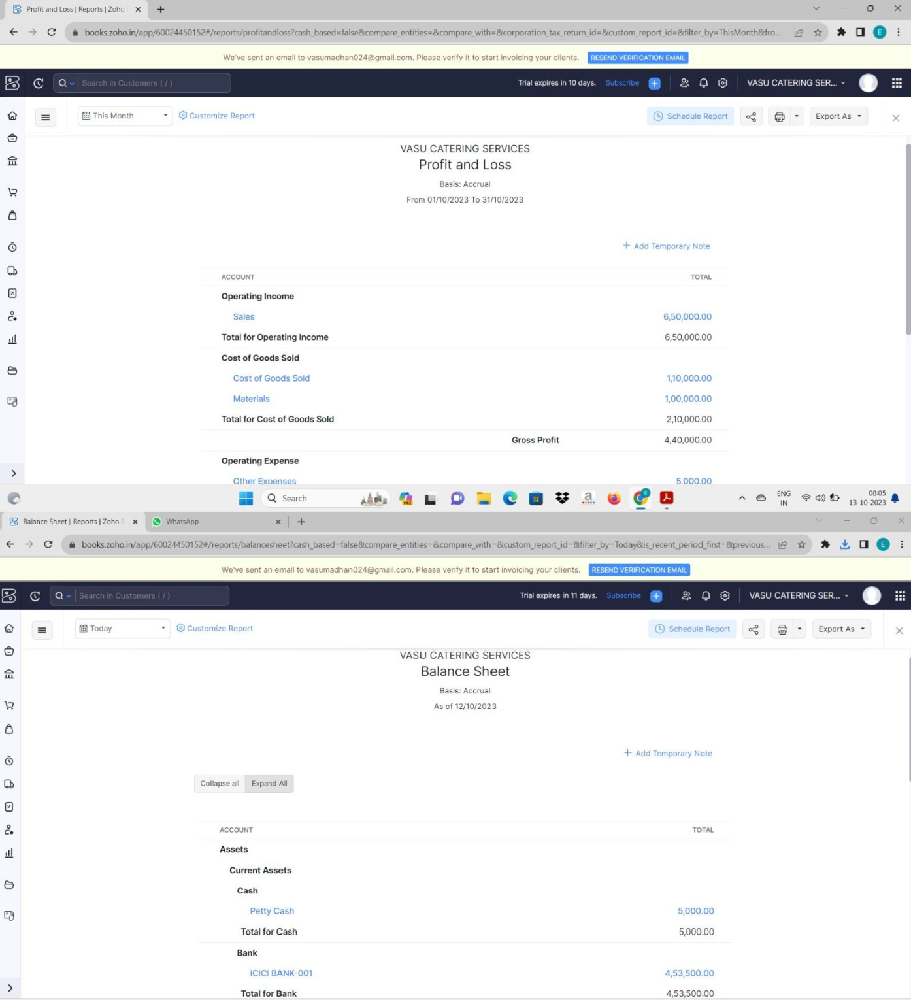 Profit and Loss | Reports | Zoho
books.zoho.in/app/60024450152#/reports/profitandloss?cash_based=false&compare_entities=&compare_with=&corporation_tax_return_id=&custom_report_id=&filter_by=ThisMonth&fro...
E
We've sent an email to vasumadhan024@gmail.com. Please verify it to start invoicing your clients. RESEND VERIFICATION EMAIL
Search in Customers ( / ) Trial expires in 10 days. Subscribe VASU CATERING SER...
This Month Customize Report Schedule Report Export As
VASU CATERING SERVICES
Profit and Loss
Basis: Accrual
From 01/10/2023 To 31/10/2023
+ Add Temporary Note
ACCOUNT TOTAL
Operating Income
Sales 6,50,000.00
Total for Operating Income 6,50,000.00
Cost of Goods Sold
Cost of Goods Sold 1,10,000.00
Materials 1,00,000.00
Total for Cost of Goods Sold 2,10,000.00
Gross Profit 4,40,000.00
Operating Expense
Other Expenses 5,000.00
Search PRE a E ENG 08:05
IN 13-10-2023
Balance Sheet | Reports | Zoho B WhatsApp
books.zoho.in/app/60024450152#/reports/balancesheet?cash_based=false&compare_entities=&compare_with=&custom_report_id=&filter_by=Today&is_recent_period_first=&previous...
E
We've sent an email to vasumadhan024@gmail.com. Please verify it to start invoicing your clients. RESEND VERIFICATION EMAIL
Search in Customers ( / ) Trial expires in 11 days. Subscribe VASU CATERING SER...
Today Customize Report Schedule Report Export As
VASU CATERING SERVICES
Balance Sheet
Basis: Accrual
As of 12/10/2023
+ Add Temporary Note
Collapse all Expand All
ACCOUNT TOTAL
Assets
Current Assets
Cash
Petty Cash 5,000.00
Total for Cash 5,000.00
Bank
ICICI BANK-001 4,53,500.00
Total for Bank 4,53,500.00